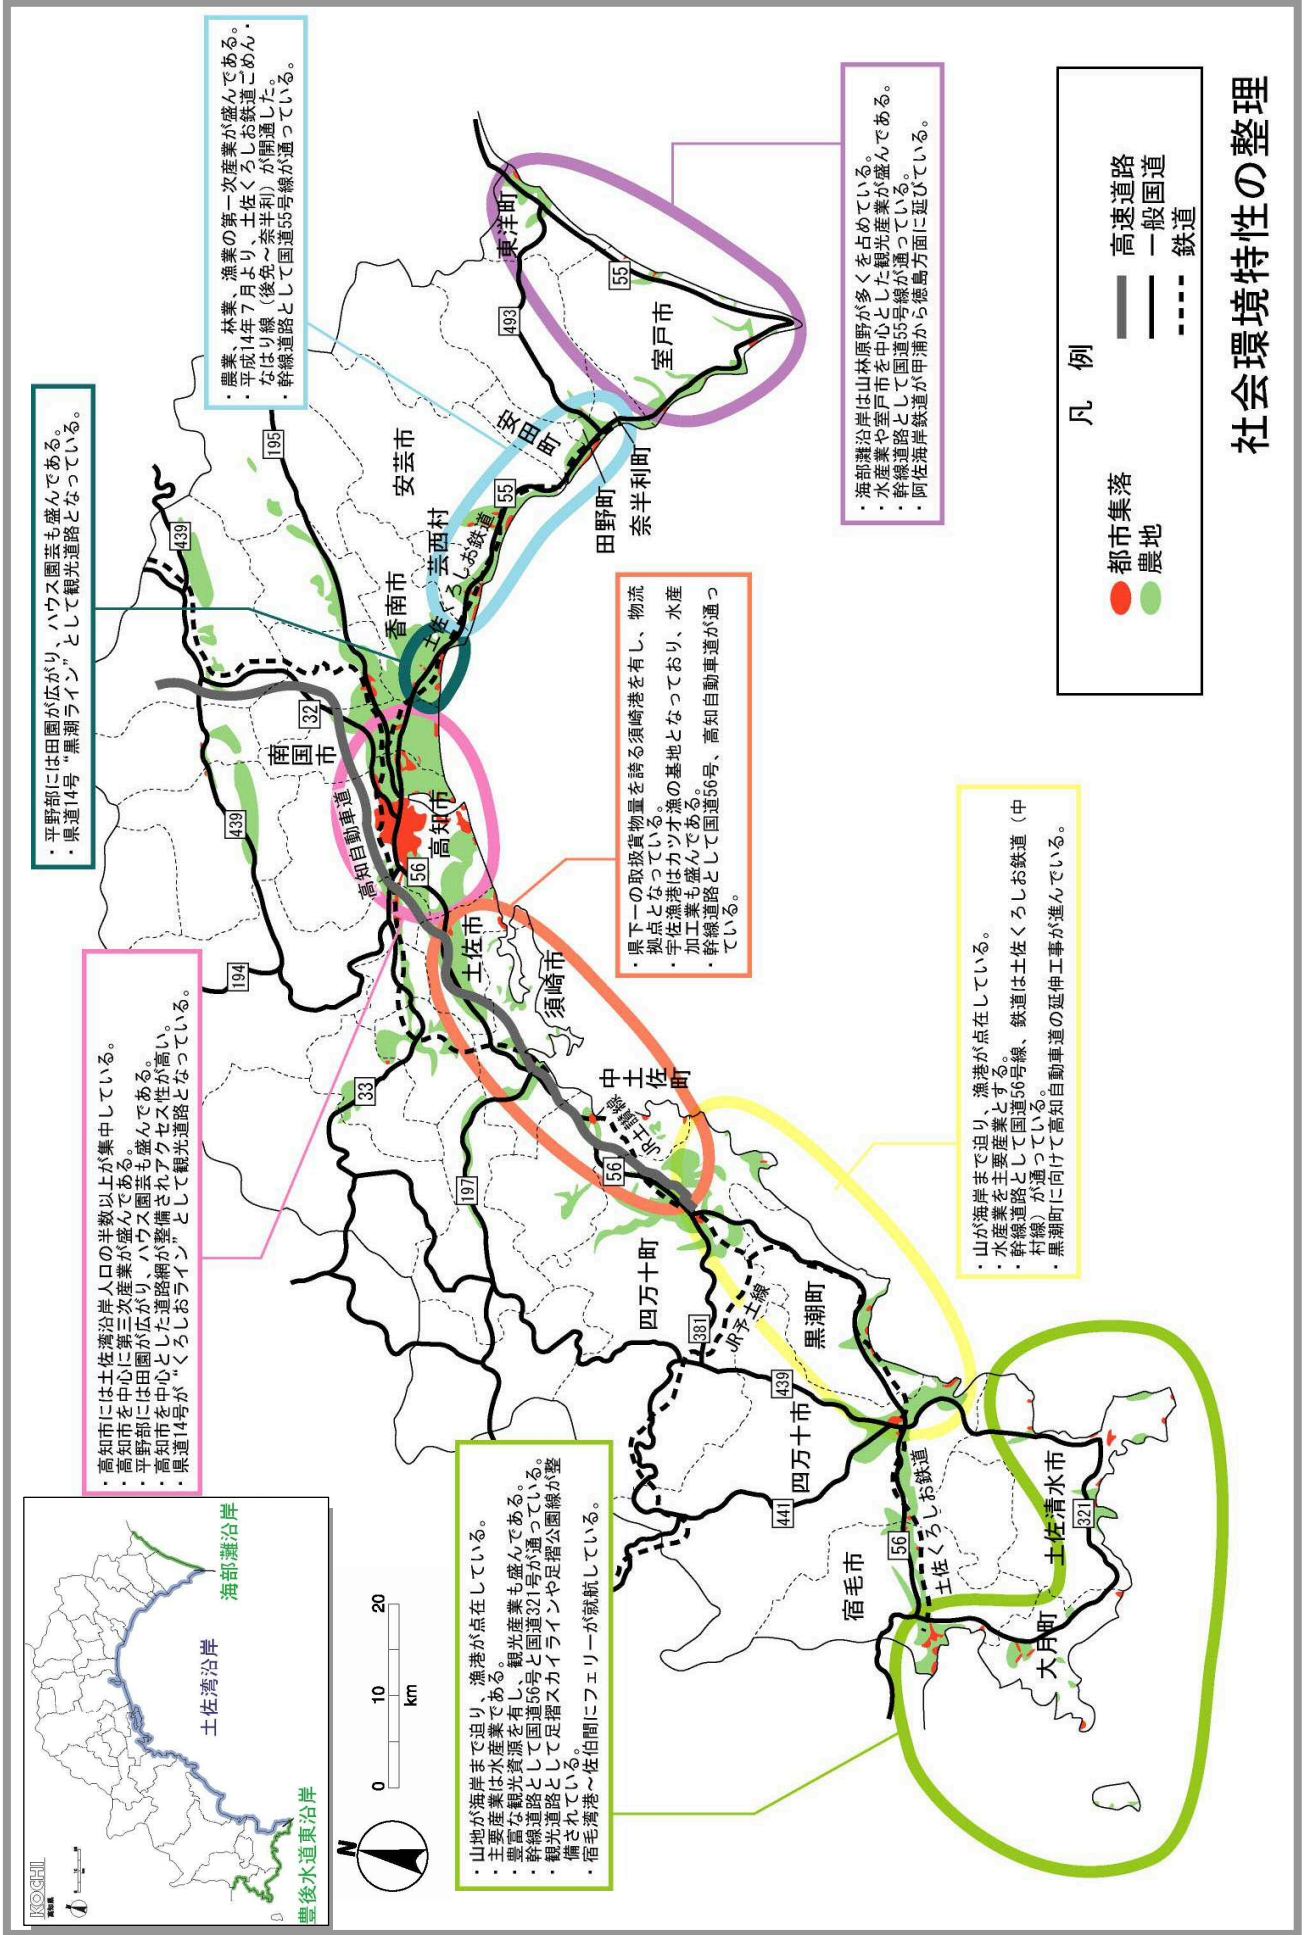 社会環境特性の整理
KOCHI
高知県
海部灘沿岸
土佐湾沿岸
豊後水道東沿岸
・高知市には土佐湾沿岸人口の半数以上が集中している。
・高知市を中心に第三次産業が盛んである。
・平野部には田園が広がり、ハウス園芸も盛んである。
・高知市を中心とした道路網が整備されアクセス性が高い。
・県道14号が“くろしおライン”として観光道路となっている。
・平野部には田園が広がり、ハウス園芸も盛んである。
・県道14号“黒潮ライン”として観光道路となっている。
・農業、林業、漁業の第一次産業が盛んである。
・平成14年7月より、土佐くろしお鉄道ごめん・
なはり線（後免～奈半利）が開通した。
・幹線道路として国道55号線が通っている。
・海部灘沿岸は山林原野が多くを占めている。
・水産業や室戸市を中心とした観光産業が盛んである。
・幹線道路として国道55号線が通っている。
・阿佐海岸鉄道が甲浦から徳島方面に延びている。
・県下一の取扱貨物量を誇る須崎港を有し、物流
拠点となっている。
・宇佐漁港はカツオ漁の基地となっており、水産
加工業も盛んである。
・幹線道路として国道56号、高知自動車道が通っ
ている。
・山が海岸まで迫り、漁港が点在している。
・水産業を主要産業とする。
・幹線道路として国道56号線、鉄道は土佐くろしお鉄道（中
村線）が通っている。
・黒潮町に向けて高知自動車道の延伸工事が進んでいる。
・山地が海岸まで迫り、漁港が点在している。
・主要産業は水産業である。
・豊富な観光資源を有し、観光産業も盛んである。
・幹線道路として国道56号と国道321号が通っている。
・観光道路として足摺スカイラインや足摺公園線が整
備されている。
・宿毛湾港～佐伯間にフェリーが就航している。
N
0 10 20
km
194
439
439
195
32
33
197
南国市
高知自動車道
高知市
56
香南市
芸西村
土佐くろしお鉄道
安芸市
55
安田町
田野町
奈半利町
493
東洋町
55
室戸市
土佐市
須崎市
中土佐町
JR土讃線
56
四万十町
381
JR予土線
黒潮町
439
四万十市
441
宿毛市
56
土佐くろしお鉄道
土佐清水市
321
大月町
凡 例
都市集落
農地
高速道路
一般国道
鉄道